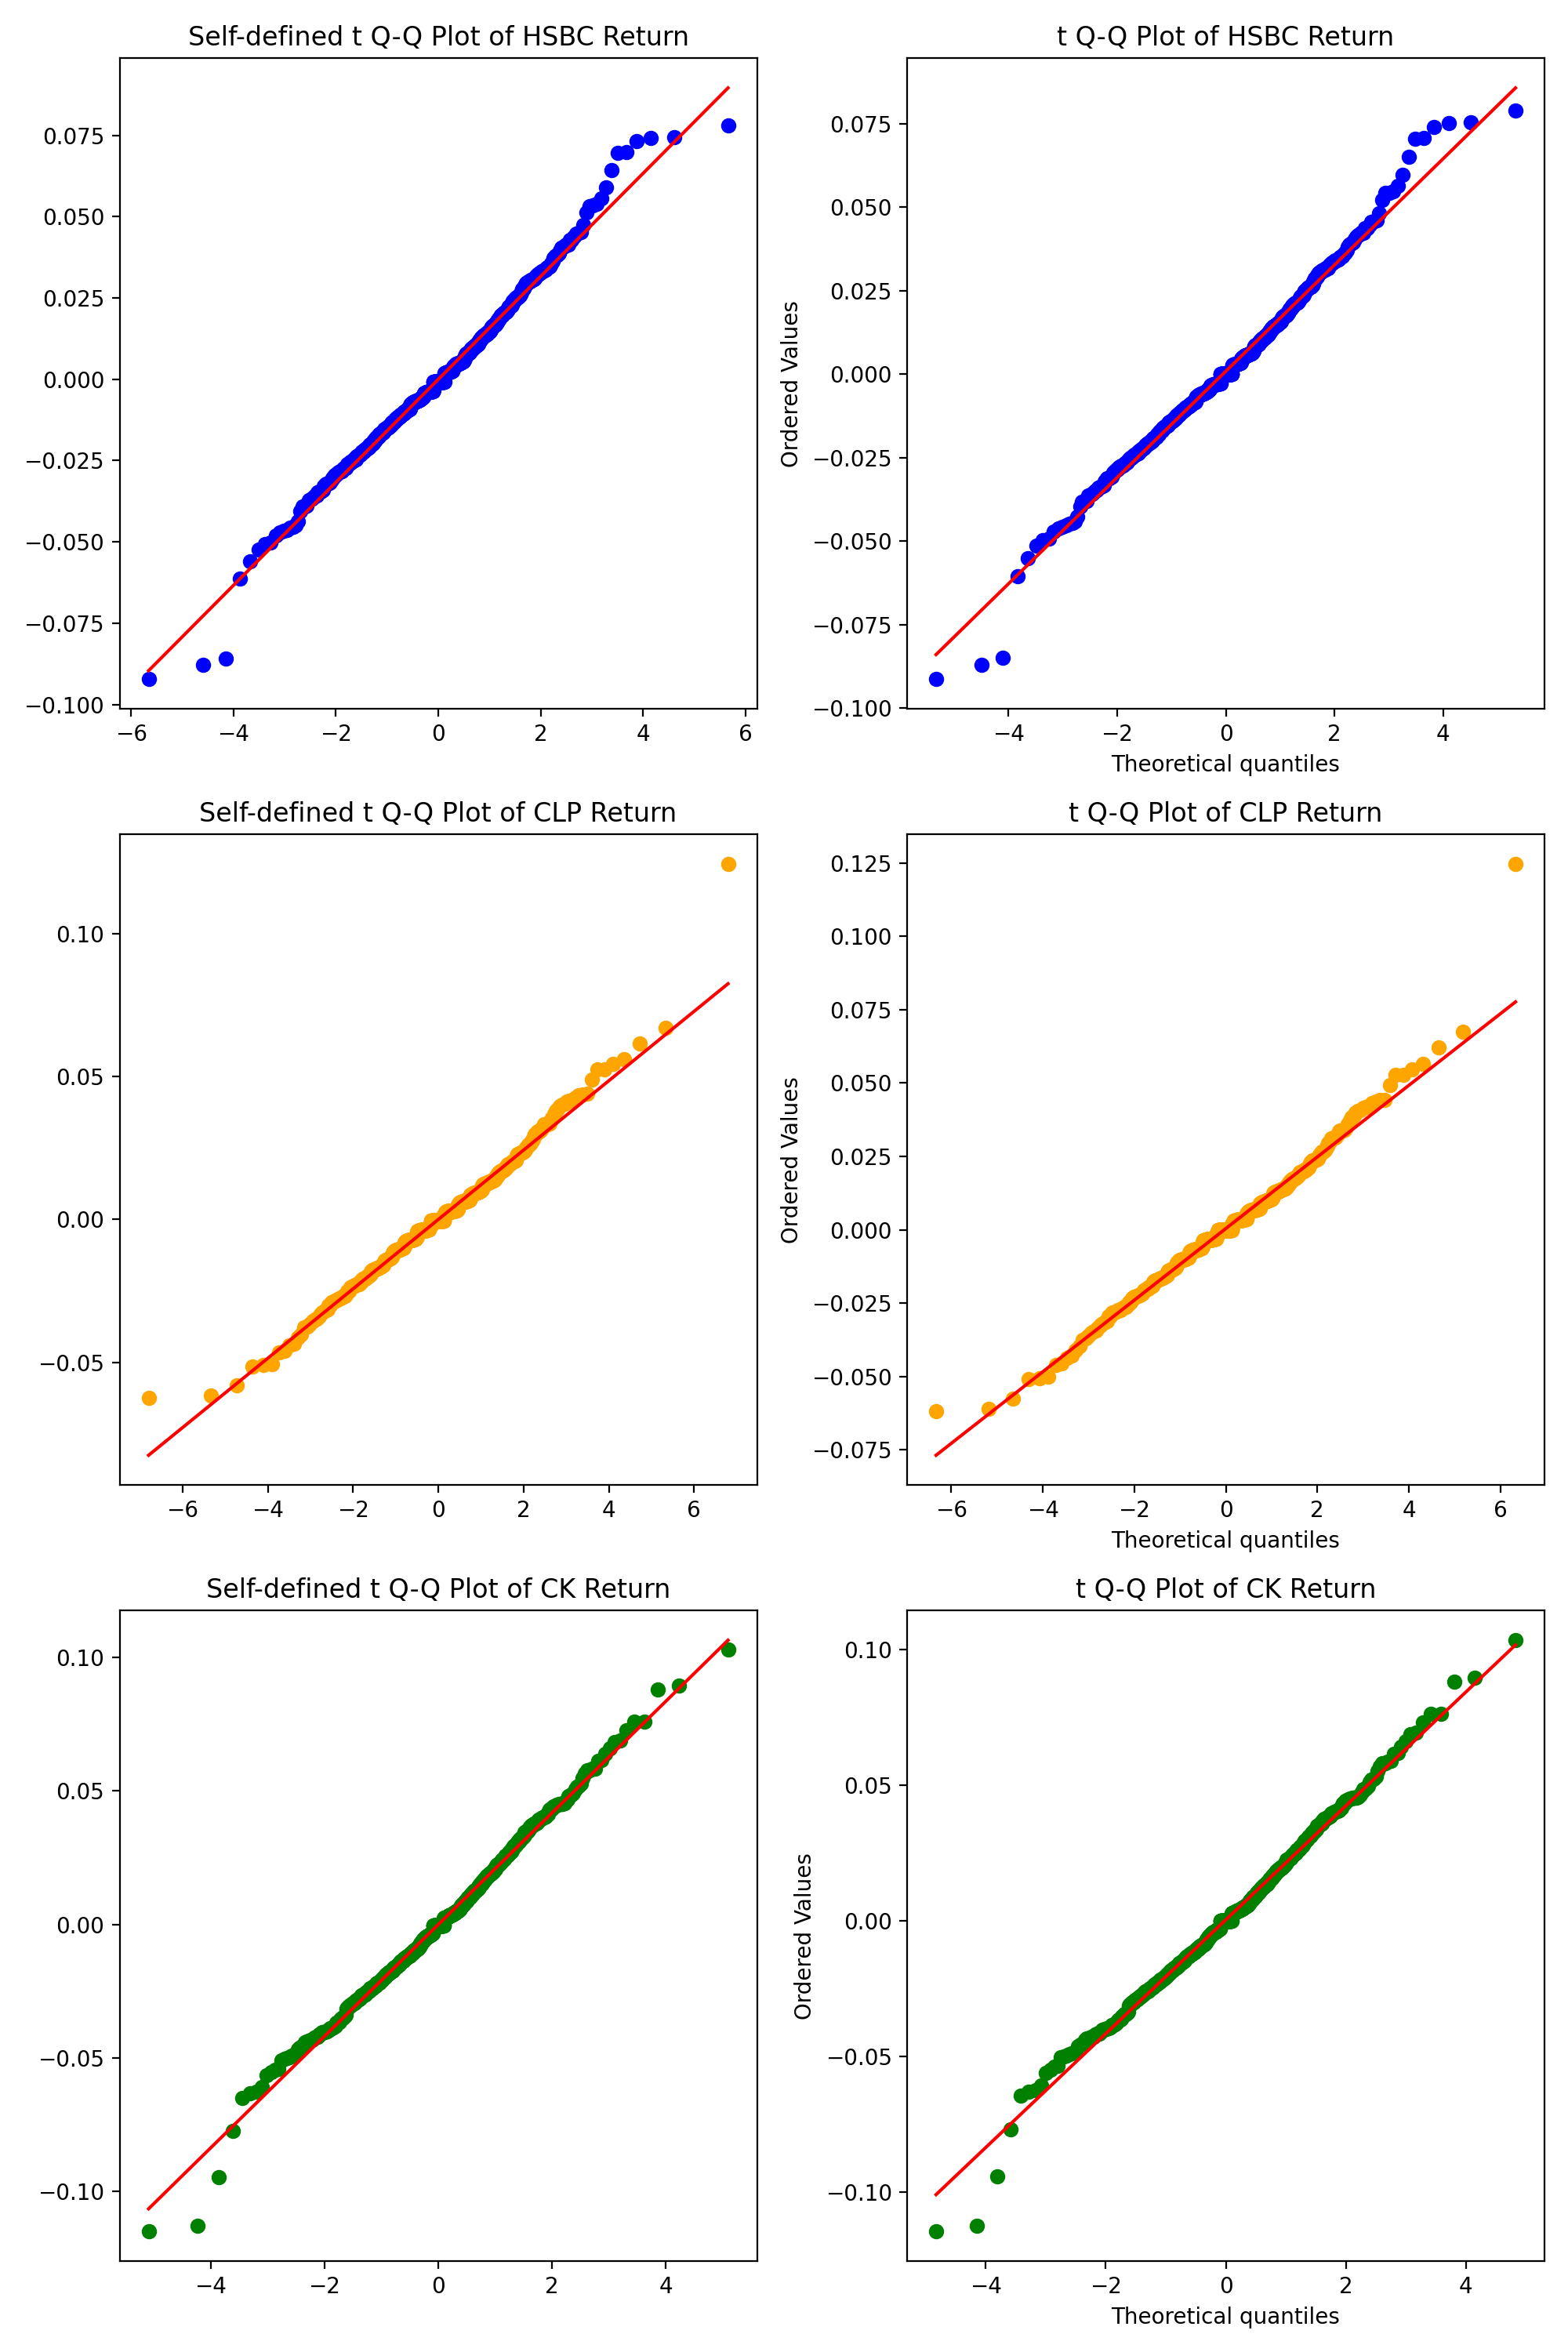 Self-defined t Q-Q Plot of HSBC Return
0.075
0.050
0.025
0.000
−0.025
−0.050
−0.075
−0.100
−6 −4 −2 0 2 4 6
t Q-Q Plot of HSBC Return
Ordered Values
0.075
0.050
0.025
0.000
−0.025
−0.050
−0.075
−0.100
−4 −2 0 2 4
Theoretical quantiles
Self-defined t Q-Q Plot of CLP Return
0.10
0.05
0.00
−0.05
−6 −4 −2 0 2 4 6
t Q-Q Plot of CLP Return
Ordered Values
0.125
0.100
0.075
0.050
0.025
0.000
−0.025
−0.050
−0.075
−6 −4 −2 0 2 4 6
Theoretical quantiles
Self-defined t Q-Q Plot of CK Return
0.10
0.05
0.00
−0.05
−0.10
−4 −2 0 2 4
t Q-Q Plot of CK Return
Ordered Values
0.10
0.05
0.00
−0.05
−0.10
−4 −2 0 2 4
Theoretical quantiles